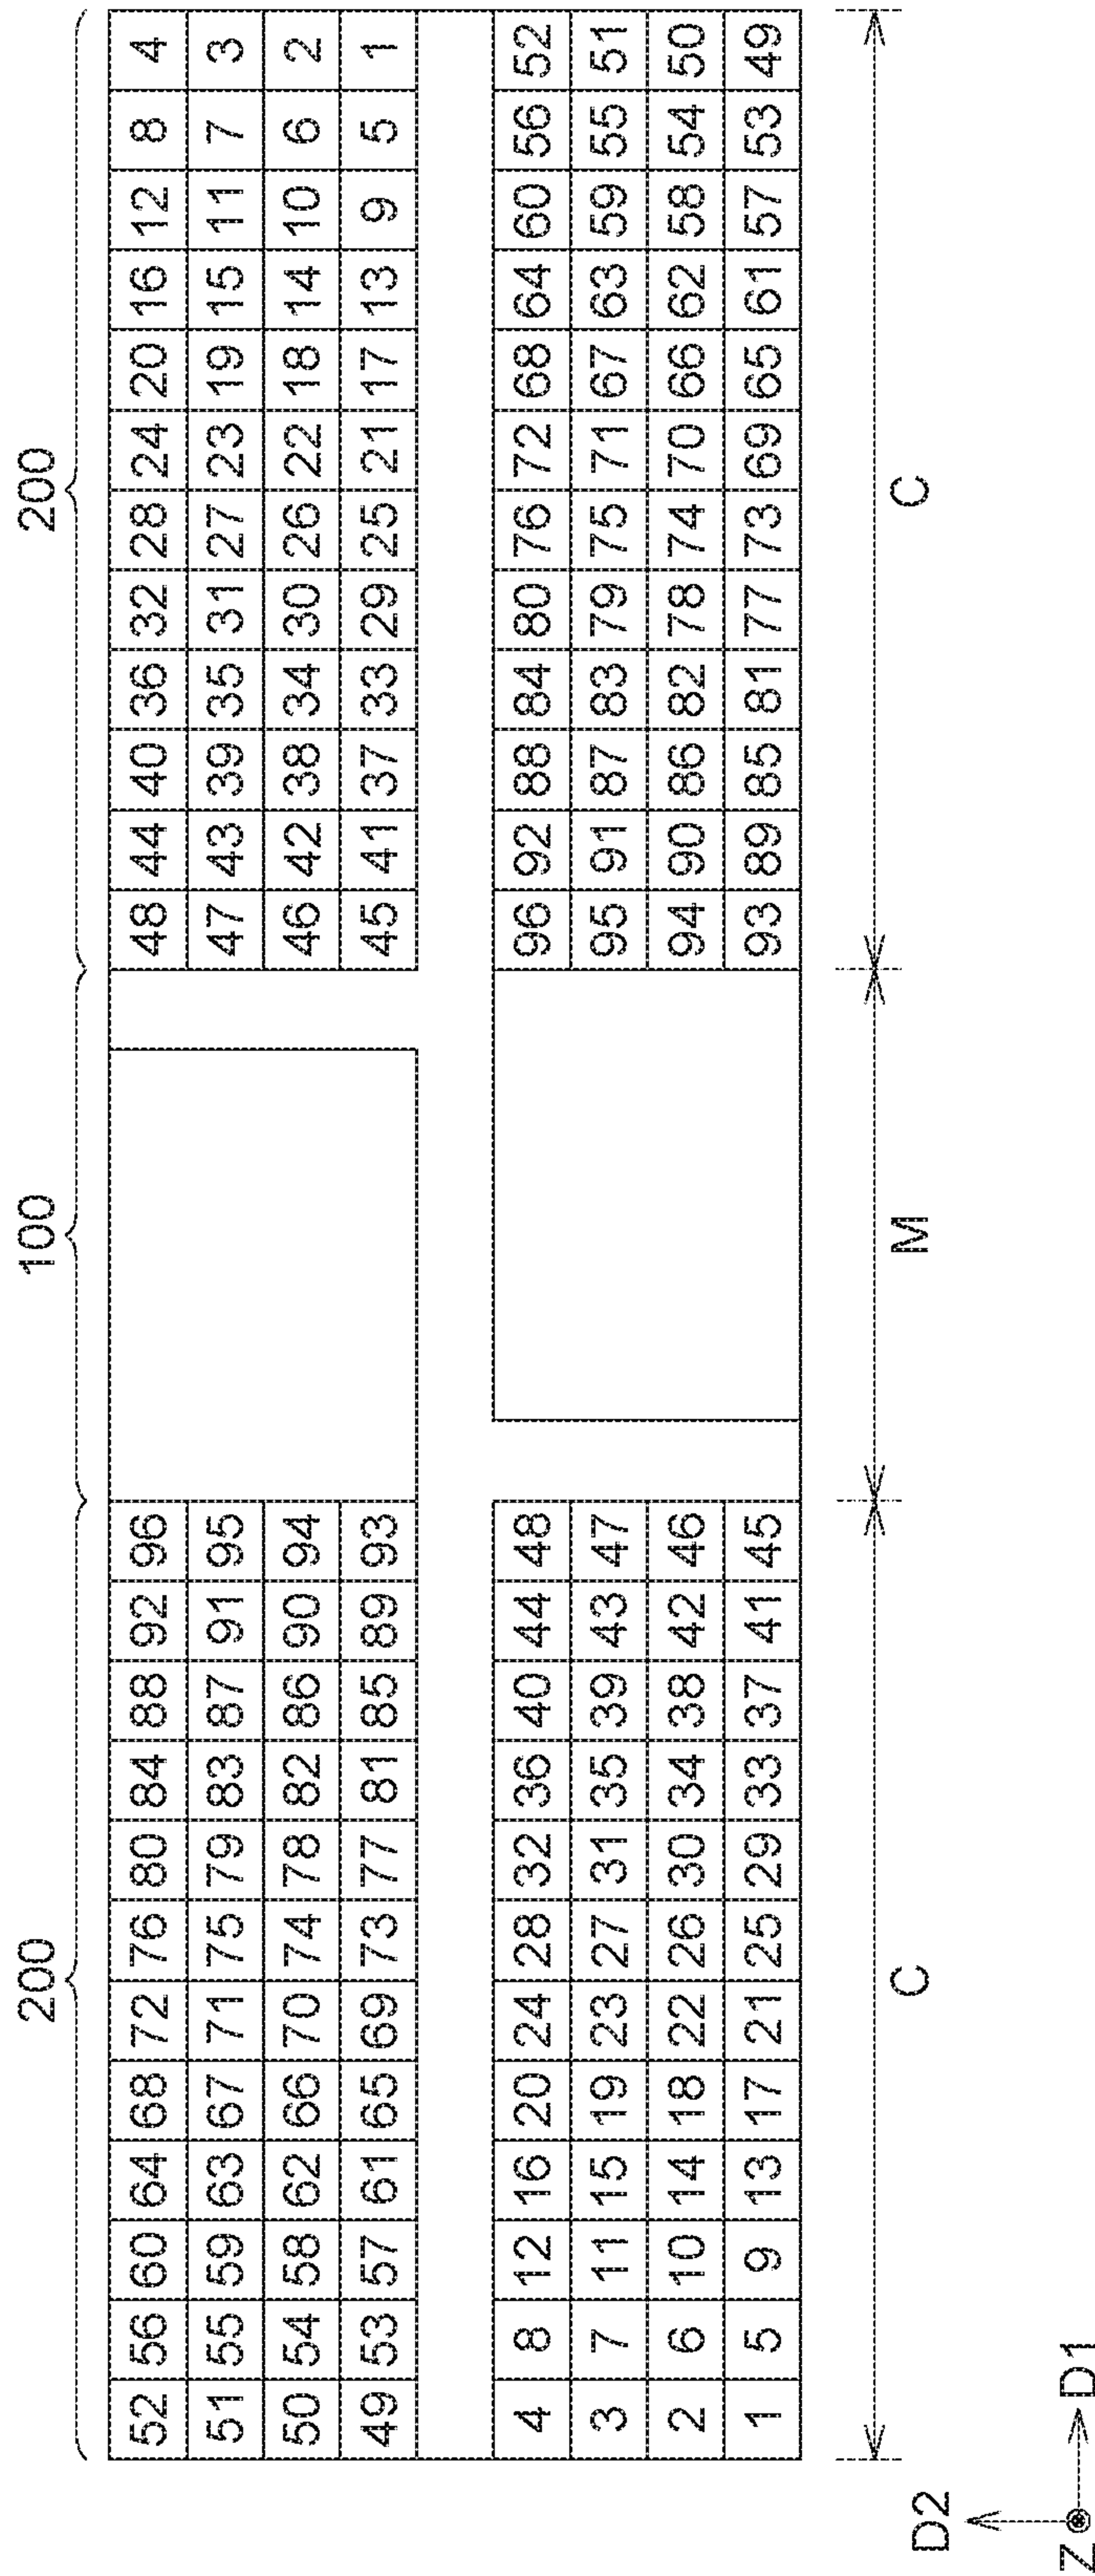 200 100 200
52 56 60 64 68 72 76 80 84 88 92 96 48 44 40 36 32 28 24 20 16 12 8 4
51 55 59 63 67 71 75 79 83 87 91 95 47 43 39 35 31 27 23 19 15 11 7 3
50 54 58 62 66 70 74 78 82 86 90 94 46 42 38 34 30 26 22 18 14 10 6 2
49 53 57 61 65 69 73 77 81 85 89 93 45 41 37 33 29 25 21 17 13 9 5 1
4 8 12 16 20 24 28 32 36 40 44 48 96 92 88 84 80 76 72 68 64 60 56 52
3 7 11 15 19 23 27 31 35 39 43 47 95 91 87 83 79 75 71 67 63 59 55 51
2 6 10 14 18 22 26 30 34 38 42 46 94 90 86 82 78 74 70 66 62 58 54 50
1 5 9 13 17 21 25 29 33 37 41 45 93 89 85 81 77 73 69 65 61 57 53 49
C M C
D2
Z D1